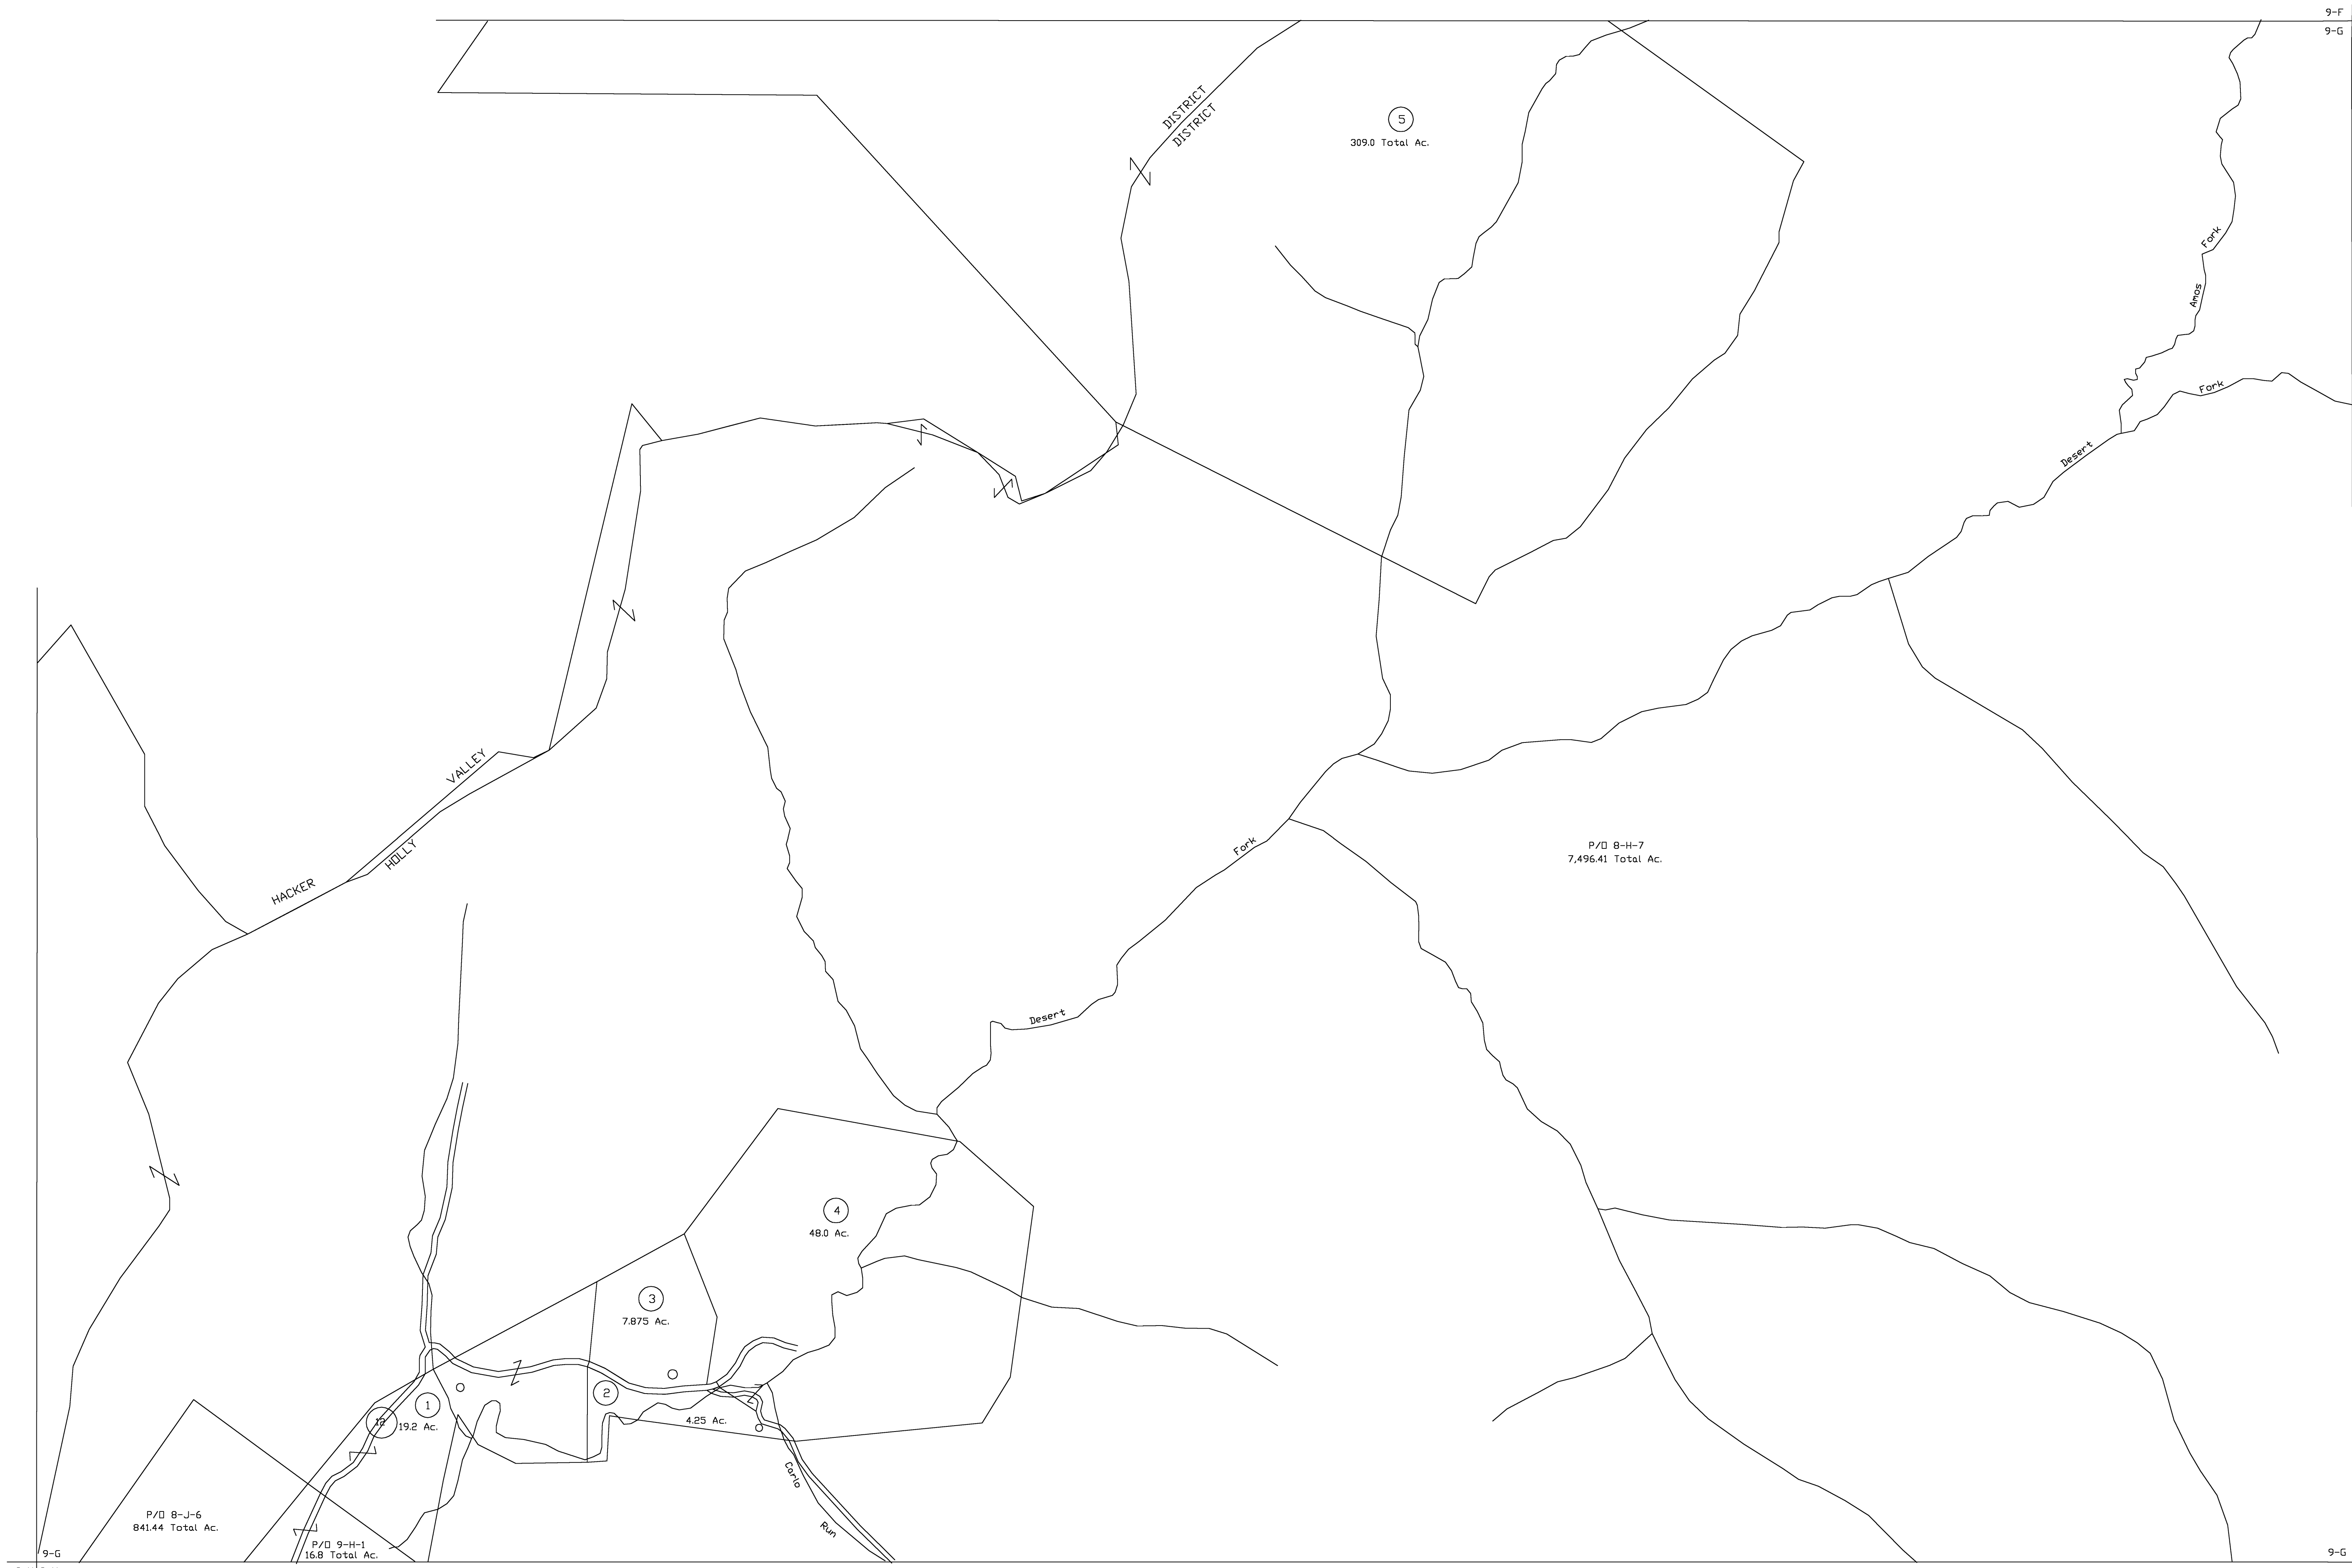 9-F
9-G
DISTRICT
DISTRICT
5
309.0 Total Ac.
Fork
Amos
Fork
Desert
VALLEY
HOLLY
HACKER
Fork
P/O 8-H-7
7,496.41 Total Ac.
Desert
4
48.0 Ac.
3
7.875 Ac.
2
1
4.25 Ac.
12
19.2 Ac.
Carlo
Run
P/O 8-J-6
841.44 Total Ac.
P/O 9-H-1
16.8 Total Ac.
9-G
9-G